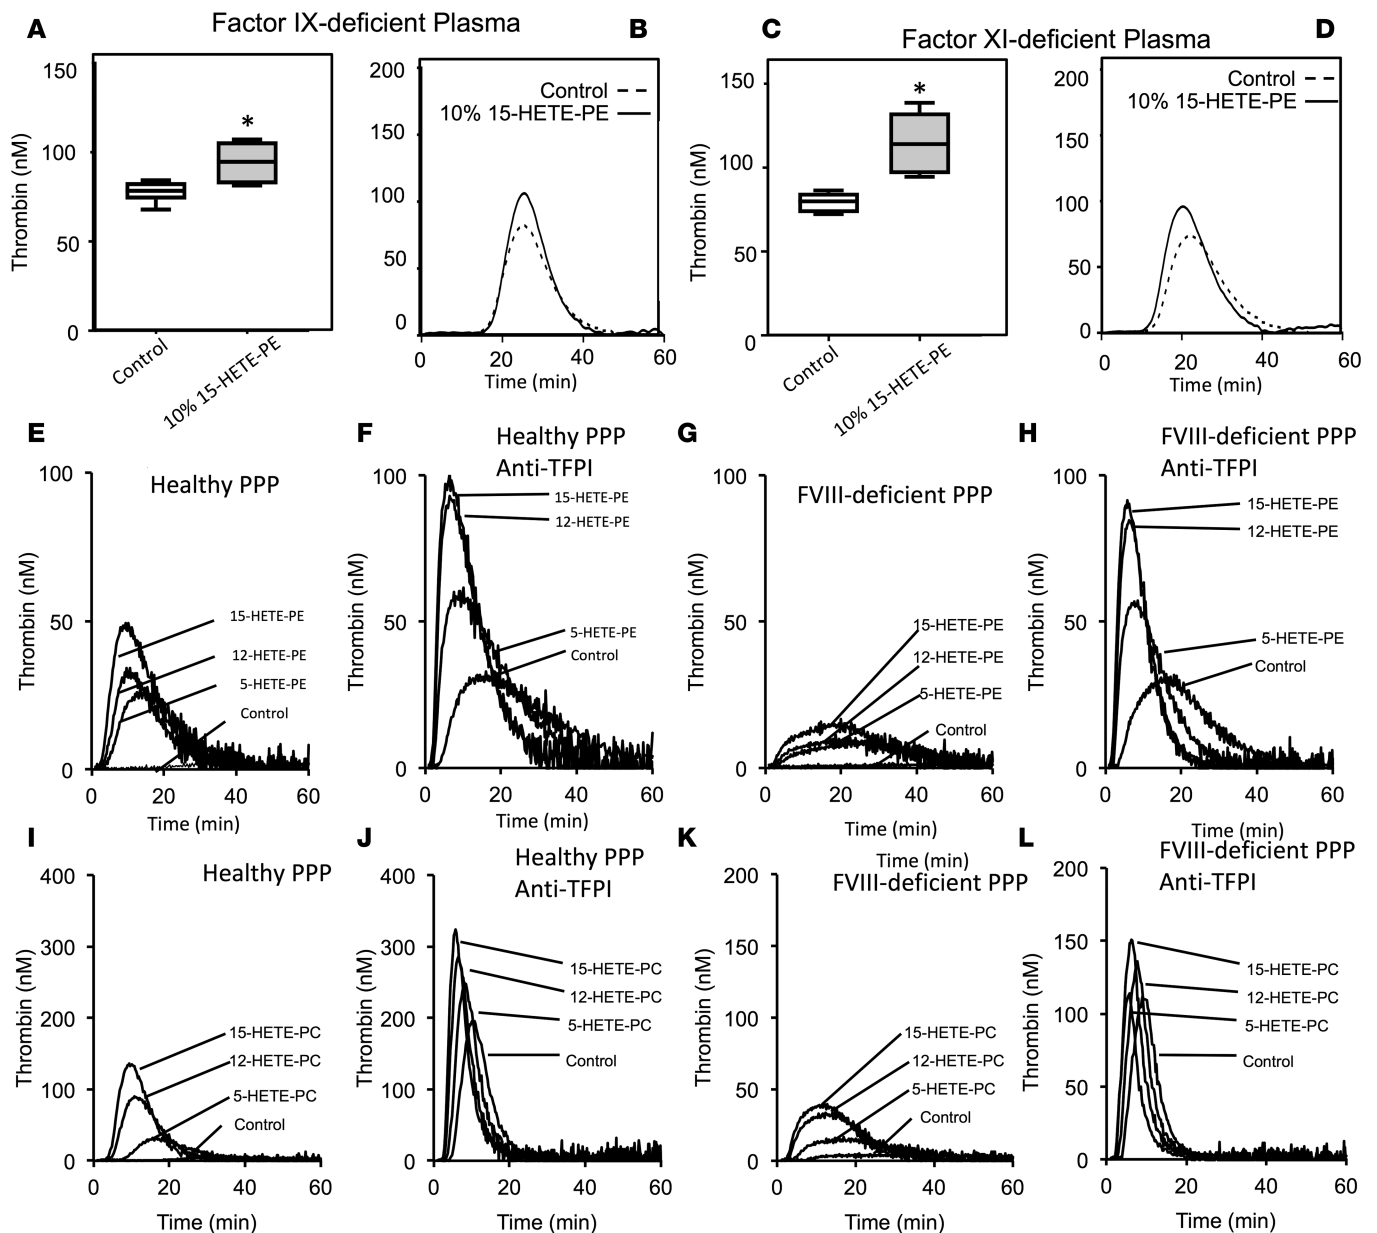 A
Factor IX-deficient Plasma
B
C
Factor XI-deficient Plasma
D
Thrombin (nM)
150
100
50
0
*
Control
10% 15-HETE-PE
200
150
100
50
0
Control
10% 15-HETE-PE
0
20
40
60
Time (min)
Thrombin (nM)
150
100
50
0
*
Control
10% 15-HETE-PE
200
150
100
50
0
Control
10% 15-HETE-PE
0
20
40
60
Time (min)
E
Healthy PPP
Thrombin (nM)
100
50
0
15-HETE-PE
12-HETE-PE
5-HETE-PE
Control
0
20
40
60
Time (min)
F
Healthy PPP
Anti-TFPI
Thrombin (nM)
100
50
0
15-HETE-PE
12-HETE-PE
5-HETE-PE
Control
0
20
40
60
Time (min)
G
FVIII-deficient PPP
Thrombin (nM)
100
50
0
15-HETE-PE
12-HETE-PE
5-HETE-PE
Control
0
20
40
60
Time (min)
H
FVIII-deficient PPP
Anti-TFPI
Thrombin (nM)
100
50
0
15-HETE-PE
12-HETE-PE
5-HETE-PE
Control
0
20
40
60
Time (min)
I
Healthy PPP
Thrombin (nM)
400
300
200
100
0
15-HETE-PC
12-HETE-PC
5-HETE-PC
Control
0
20
40
60
Time (min)
J
Healthy PPP
Anti-TFPI
Thrombin (nM)
400
300
200
100
0
15-HETE-PC
12-HETE-PC
5-HETE-PC
Control
0
20
40
60
Time (min)
K
Time (min)
FVIII-deficient PPP
Thrombin (nM)
200
150
100
50
0
15-HETE-PC
12-HETE-PC
5-HETE-PC
Control
0
20
40
60
Time (min)
L
FVIII-deficient PPP
Anti-TFPI
Thrombin (nM)
200
150
100
50
0
15-HETE-PC
12-HETE-PC
5-HETE-PC
Control
0
20
40
60
Time (min)